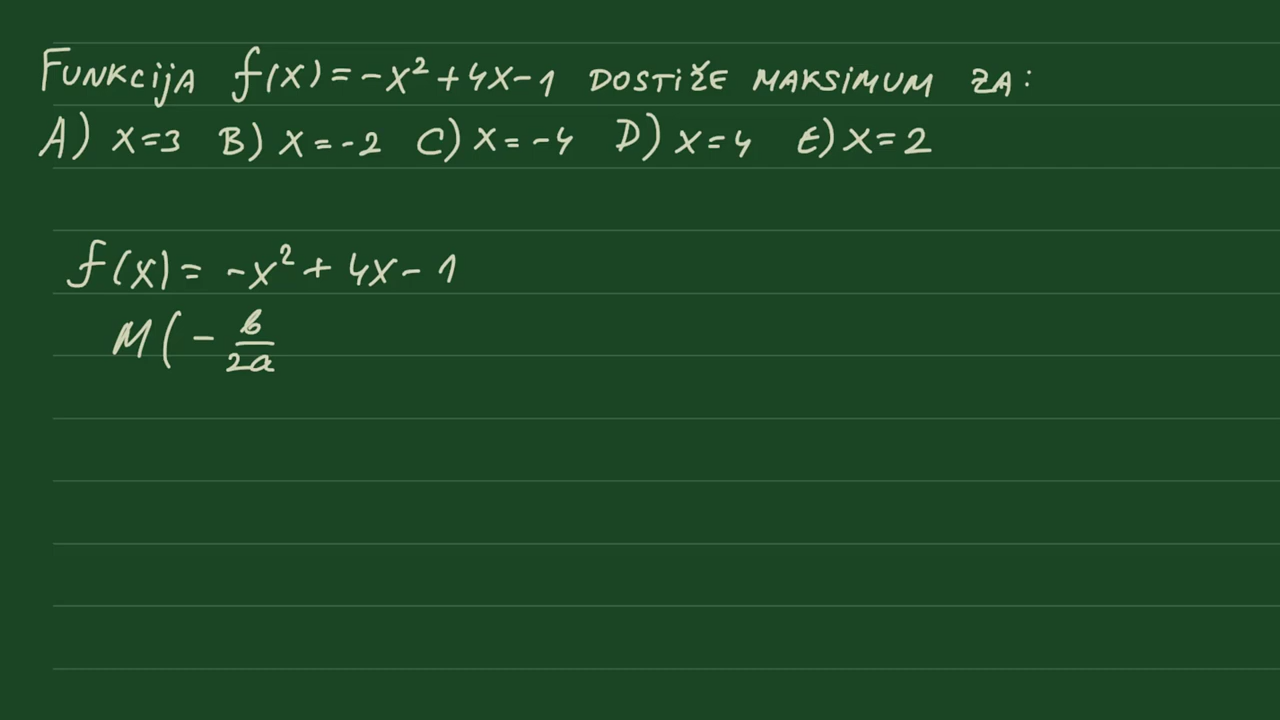 FUNKCIJA f(x) = -x² + 4x - 1 DOSTIŽE MAKSIMUM ZA:
A) x = 3 B) x = -2 C) x = -4 D) x = 4 E) x = 2
f(x) = -x² + 4x - 1
M( - b/2a